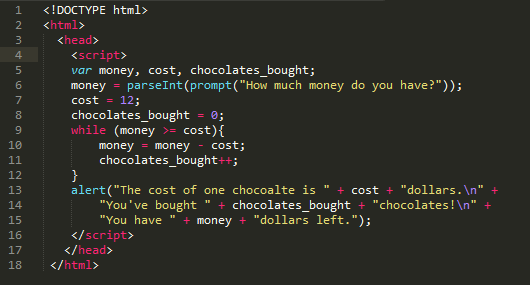 1 <!DOCTYPE html>
2 <html>
3 <head>
4 <script>
5 var money, cost, chocolates_bought;
6 money = parseInt(prompt("How much money do you have?"));
7 cost = 12;
8 chocolates_bought = 0;
9 while (money >= cost){
10 money = money - cost;
11 chocolates_bought++;
12 }
13 alert("The cost of one chocoalte is " + cost + "dollars.\n" +
14 "You've bought " + chocolates_bought + "chocolates!\n" +
15 "You have " + money + "dollars left.");
16 </script>
17 </head>
18 </html>